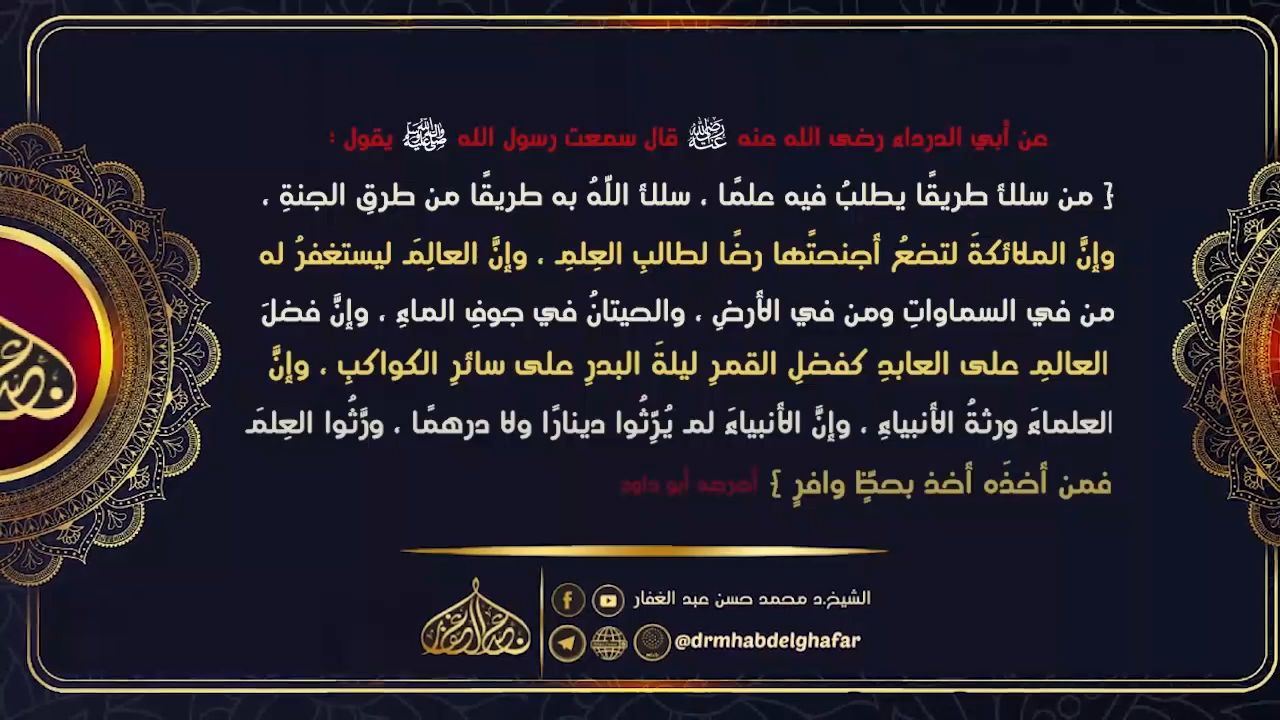 عن أبي الدرداء رضى الله عنه رَضِيَ اللهُ عَنْهُ قال سمعت رسول الله ﷺ يقول :
{ من سلك طريقًا يطلبُ فيه علمًا ، سلك اللّهُ به طريقًا من طرقِ الجنةِ ،
وإنَّ الملائكةَ لتضعُ أجنحتَها رضًا لطالبِ العِلمِ ، وإنَّ العالِمَ ليستغفرُ له
من في السماواتِ ومن في الأرضِ ، والحيتانُ في جوفِ الماءِ ، وإنَّ فضلَ
العالمِ على العابدِ كفضلِ القمرِ ليلةَ البدرِ على سائرِ الكواكبِ ، وإنَّ
العلماءَ ورثةُ الأنبياءِ ، وإنَّ الأنبياءَ لم يُرِّثُوا دينارًا ولا درهمًا ، ورَّثُوا العِلمَ
فمن أخذَه أخذ بحظٍّ وافرٍ } أخرجه أبو داود
الشيخ.د محمد حسن عبد الغفار
@drmhabdelghafar